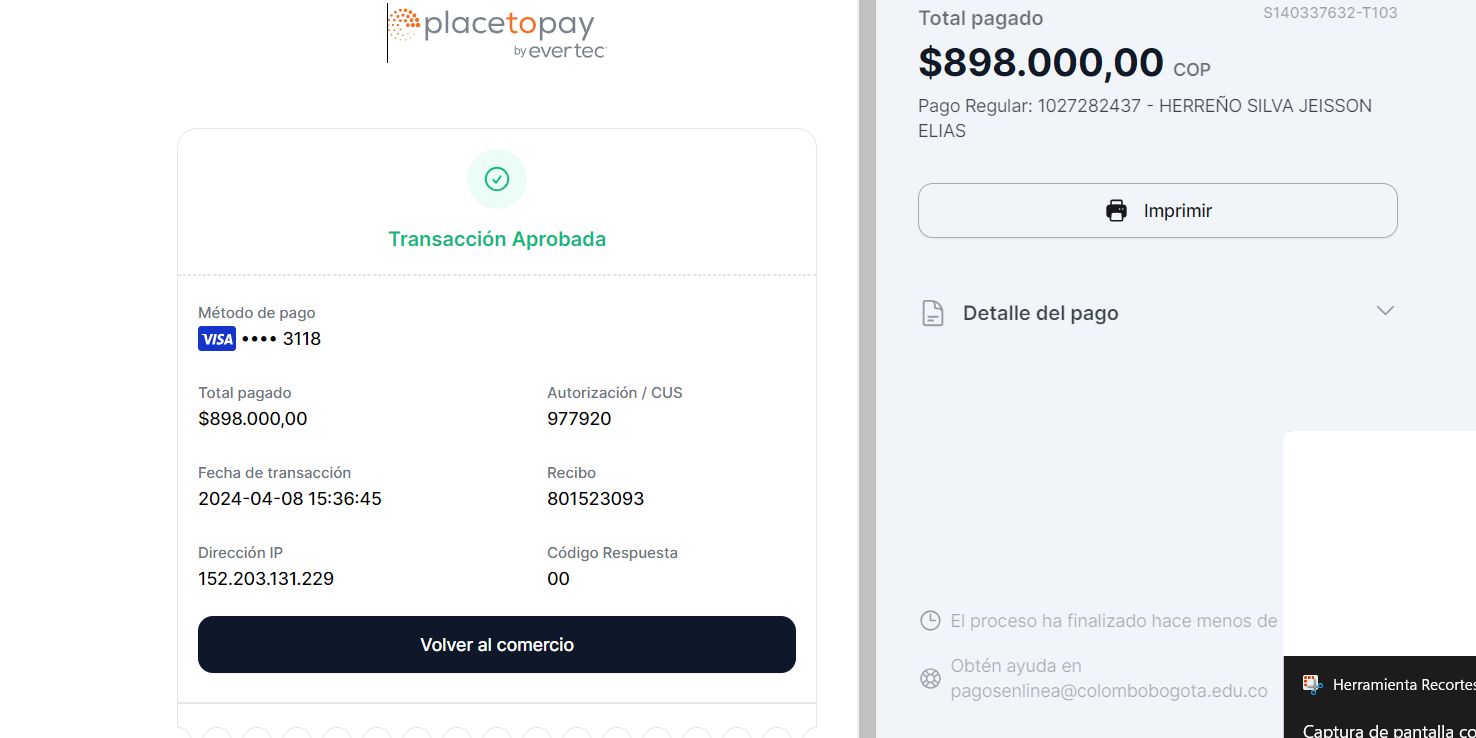 placetopay
by evertec
Transacción Aprobada
Método de pago
VISA •••• 3118
Total pagado
$898.000,00
Autorización / CUS
977920
Fecha de transacción
2024-04-08 15:36:45
Recibo
801523093
Dirección IP
152.203.131.229
Código Respuesta
00
Volver al comercio
Total pagado
S140337632-T103
$898.000,00 COP
Pago Regular: 1027282437 - HERREÑO SILVA JEISSON
ELIAS
Imprimir
Detalle del pago
El proceso ha finalizado hace menos de
Obtén ayuda en
pagosenlinea@colombobogota.edu.co
Herramienta Recortes
Captura de pantalla co